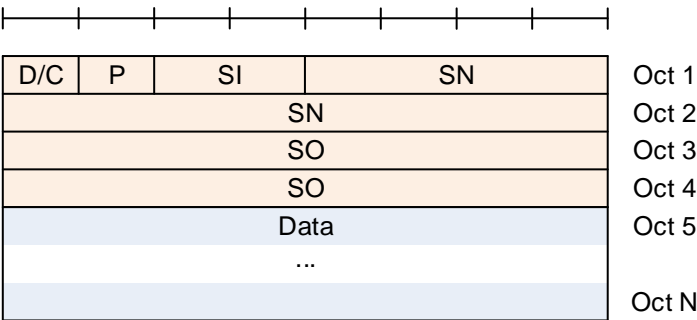 D/C P SI SN Oct 1
SN Oct 2
SO Oct 3
SO Oct 4
Data Oct 5
...
Oct N